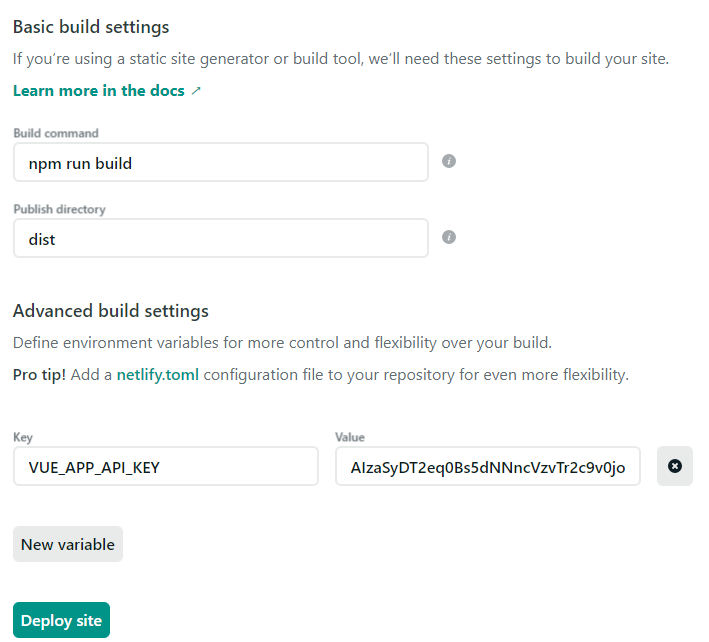 Basic build settings
If you're using a static site generator or build tool, we'll need these settings to build your site.
Learn more in the docs ↗
Build command
npm run build
Publish directory
dist
Advanced build settings
Define environment variables for more control and flexibility over your build.
Pro tip! Add a netlify.toml configuration file to your repository for even more flexibility.
Key Value
VUE_APP_API_KEY AIzaSyDT2eq0Bs5dNNncVzvTr2c9v0jo
New variable
Deploy site